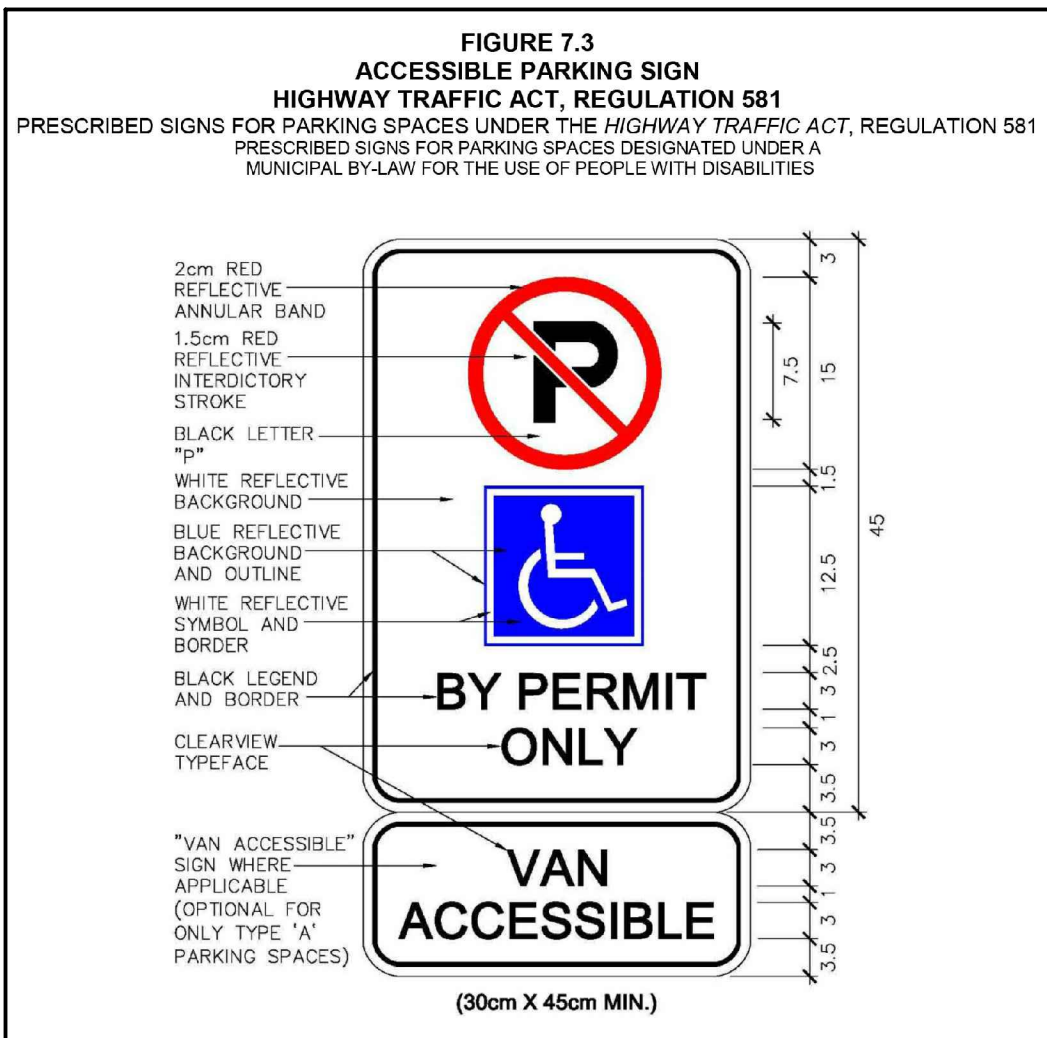 FIGURE 7.3
ACCESSIBLE PARKING SIGN
HIGHWAY TRAFFIC ACT, REGULATION 581
PRESCRIBED SIGNS FOR PARKING SPACES UNDER THE HIGHWAY TRAFFIC ACT, REGULATION 581
PRESCRIBED SIGNS FOR PARKING SPACES DESIGNATED UNDER A
MUNICIPAL BY-LAW FOR THE USE OF PEOPLE WITH DISABILITIES
2cm RED
REFLECTIVE
ANNULAR BAND
1.5cm RED
REFLECTIVE
INTERDICTORY
STROKE
BLACK LETTER
"P"
WHITE REFLECTIVE
BACKGROUND
BLUE REFLECTIVE
BACKGROUND
AND OUTLINE
WHITE REFLECTIVE
SYMBOL AND
BORDER
BLACK LEGEND
AND BORDER
CLEARVIEW
TYPEFACE
"VAN ACCESSIBLE"
SIGN WHERE
APPLICABLE
(OPTIONAL FOR
ONLY TYPE 'A'
PARKING SPACES)
P
BY PERMIT
ONLY
VAN
ACCESSIBLE
7.5
3
15
1.5
12.5
2.5
3
1
3
3.5
3.5
3
1
3
3.5
45
(30cm X 45cm MIN.)